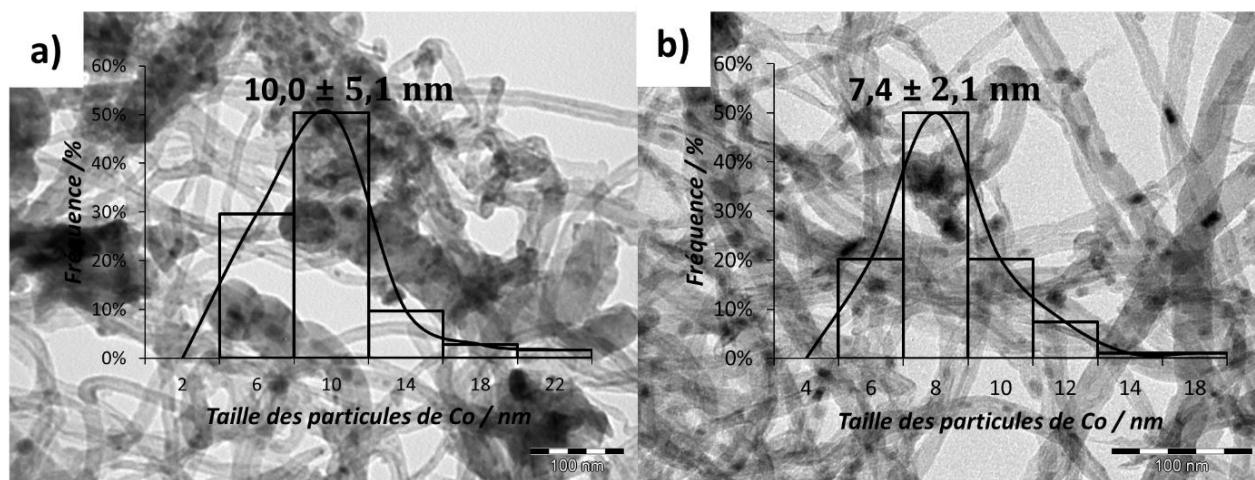 a)
10,0 ± 5,1 nm
Fréquence / %
60%
50%
40%
30%
20%
10%
0%
2 6 10 14 18 22
Taille des particules de Co / nm
100 nm
b)
7,4 ± 2,1 nm
Fréquence / %
60%
50%
40%
30%
20%
10%
0%
4 6 8 10 12 14 18
Taille des particules de Co / nm
100 nm